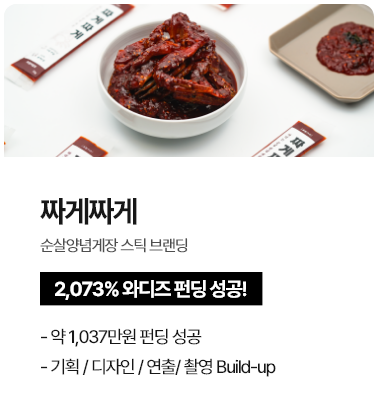 짜게짜게
순살양념게장 스틱 브랜딩
2,073% 와디즈 펀딩 성공!
- 약 1,037만원 펀딩 성공
- 기획 / 디자인 / 연출/ 촬영 Build-up